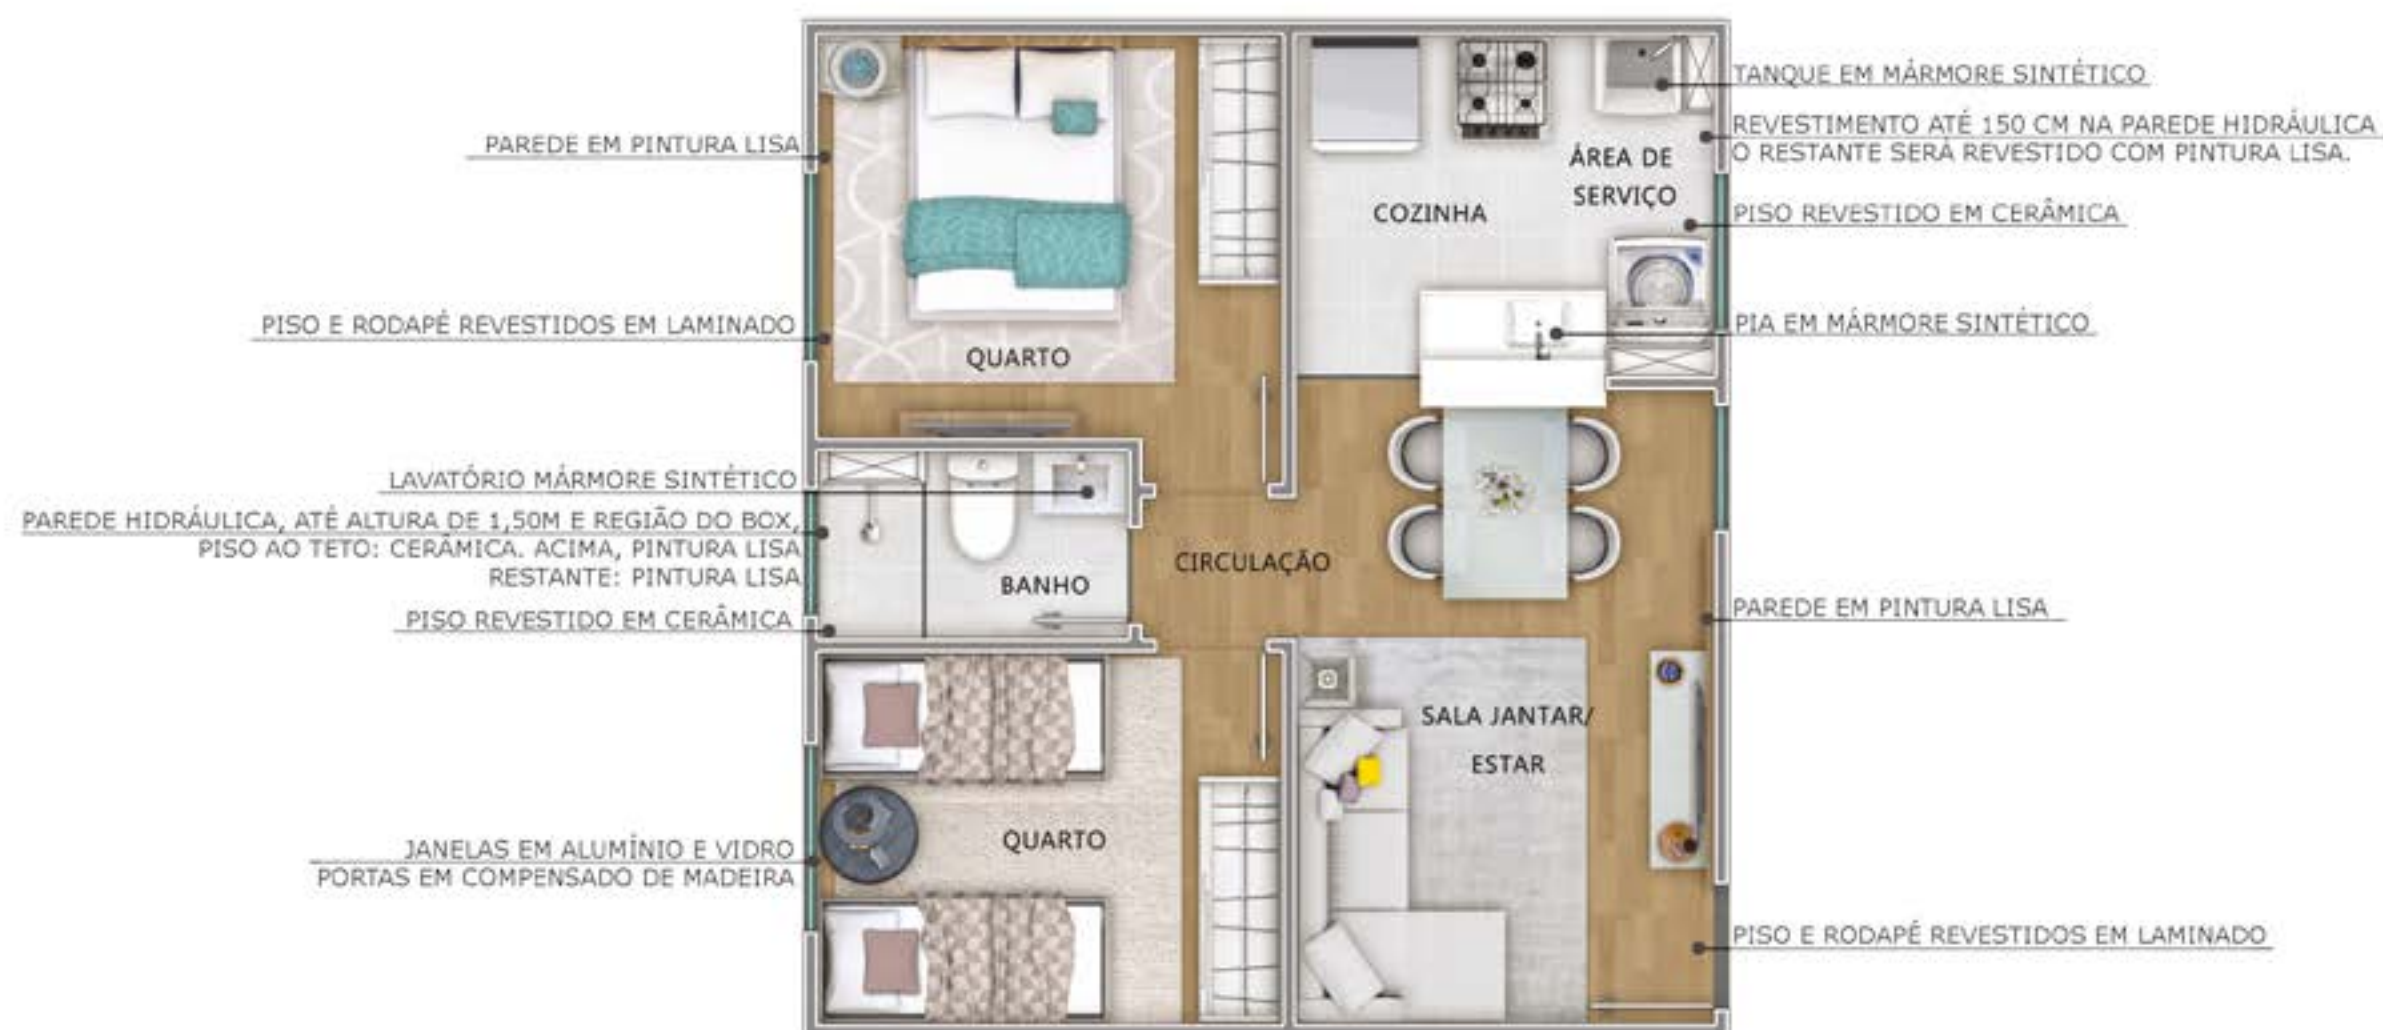 PAREDE EM PINTURA LISA
PISO E RODAPÉ REVESTIDOS EM LAMINADO
LAVATÓRIO MÁRMORE SINTÉTICO
PAREDE HIDRÁULICA, ATÉ ALTURA DE 1,50M E REGIÃO DO BOX,
PISO AO TETO: CERÂMICA. ACIMA, PINTURA LISA
RESTANTE: PINTURA LISA
PISO REVESTIDO EM CERÂMICA
JANELAS EM ALUMÍNIO E VIDRO
PORTAS EM COMPENSADO DE MADEIRA
QUARTO
BANHO
CIRCULAÇÃO
QUARTO
COZINHA
ÁREA DE
SERVIÇO
SALA JANTAR/
ESTAR
TANQUE EM MÁRMORE SINTÉTICO
REVESTIMENTO ATÉ 150 CM NA PAREDE HIDRÁULICA
O RESTANTE SERÁ REVESTIDO COM PINTURA LISA.
PISO REVESTIDO EM CERÂMICA
PIA EM MÁRMORE SINTÉTICO
PAREDE EM PINTURA LISA
PISO E RODAPÉ REVESTIDOS EM LAMINADO